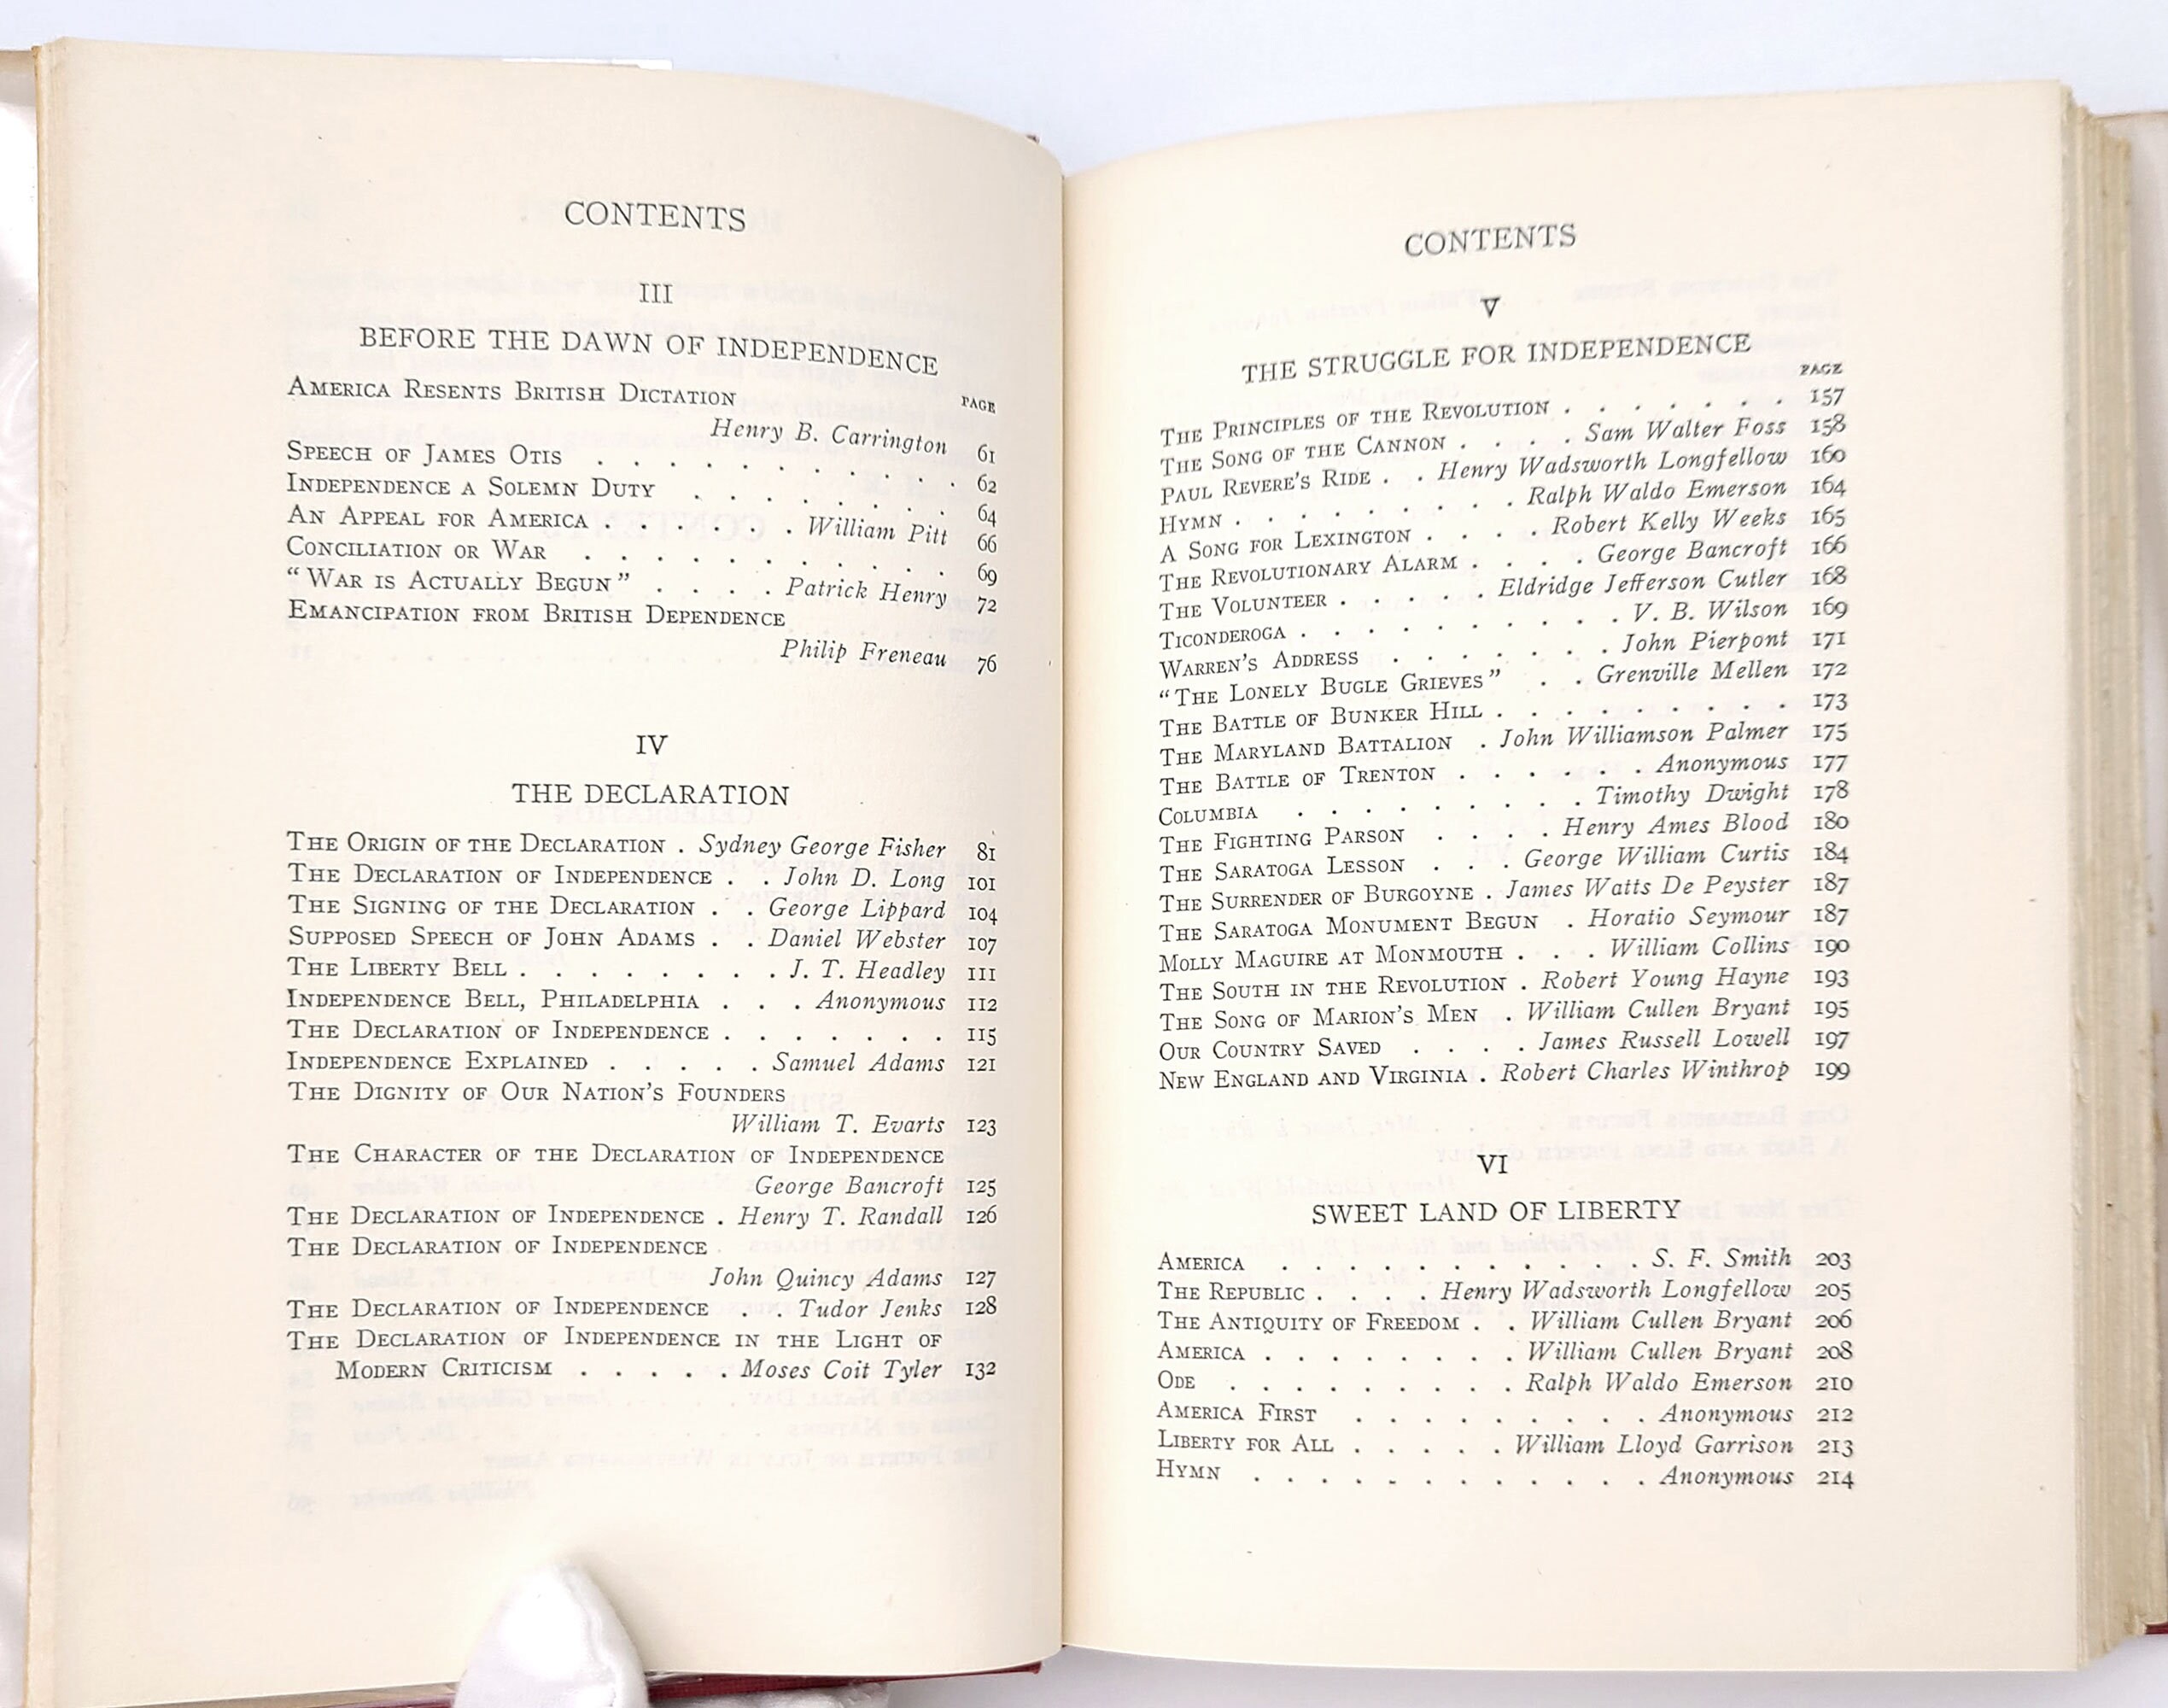 CONTENTS
III
BEFORE THE DAWN OF INDEPENDENCE
PAGE
AMERICA RESENTS BRITISH DICTATION
Henry B. Carrington 61
SPEECH OF JAMES OTIS . . . . . . . . . . 62
INDEPENDENCE A SOLEMN DUTY . . . . . . . 64
AN APPEAL FOR AMERICA . . . . . . William Pitt 66
CONCILIATION OR WAR . . . . . . . . . . 69
"WAR IS ACTUALLY BEGUN" . . . . Patrick Henry 72
EMANCIPATION FROM BRITISH DEPENDENCE
Philip Freneau 76
IV
THE DECLARATION
THE ORIGIN OF THE DECLARATION . Sydney George Fisher 81
THE DECLARATION OF INDEPENDENCE . . John D. Long 101
THE SIGNING OF THE DECLARATION . . George Lippard 104
SUPPOSED SPEECH OF JOHN ADAMS . . Daniel Webster 107
THE LIBERTY BELL . . . . . . . . J. T. Headley 111
INDEPENDENCE BELL, PHILADELPHIA . . . Anonymous 112
THE DECLARATION OF INDEPENDENCE . . . . . . . 115
INDEPENDENCE EXPLAINED . . . . . Samuel Adams 121
THE DIGNITY OF OUR NATION'S FOUNDERS
William T. Evarts 123
THE CHARACTER OF THE DECLARATION OF INDEPENDENCE
George Bancroft 125
THE DECLARATION OF INDEPENDENCE . Henry T. Randall 126
THE DECLARATION OF INDEPENDENCE
John Quincy Adams 127
THE DECLARATION OF INDEPENDENCE . . Tudor Jenks 128
THE DECLARATION OF INDEPENDENCE IN THE LIGHT OF
MODERN CRITICISM . . . . . Moses Coit Tyler 132
CONTENTS
V
THE STRUGGLE FOR INDEPENDENCE
PAGE
THE PRINCIPLES OF THE REVOLUTION . . . . . . . 157
THE SONG OF THE CANNON . . . . Sam Walter Foss 158
PAUL REVERE'S RIDE . . Henry Wadsworth Longfellow 160
HYMN . . . . . . . . . Ralph Waldo Emerson 164
A SONG FOR LEXINGTON . . . . Robert Kelly Weeks 165
THE REVOLUTIONARY ALARM . . . . George Bancroft 166
THE VOLUNTEER . . . . . Eldridge Jefferson Cutler 168
TICONDEROGA . . . . . . . . . . V. B. Wilson 169
WARREN'S ADDRESS . . . . . . . John Pierpont 171
"THE LONELY BUGLE GRIEVES" . . Grenville Mellen 172
THE BATTLE OF BUNKER HILL . . . . . . . . . 173
THE MARYLAND BATTALION . John Williamson Palmer 175
THE BATTLE OF TRENTON . . . . . . Anonymous 177
COLUMBIA . . . . . . . . . Timothy Dwight 178
THE FIGHTING PARSON . . . . Henry Ames Blood 180
THE SARATOGA LESSON . . . George William Curtis 184
THE SURRENDER OF BURGOYNE . James Watts De Peyster 187
THE SARATOGA MONUMENT BEGUN . Horatio Seymour 187
MOLLY MAGUIRE AT MONMOUTH . . . William Collins 190
THE SOUTH IN THE REVOLUTION . Robert Young Hayne 193
THE SONG OF MARION'S MEN . William Cullen Bryant 195
OUR COUNTRY SAVED . . . . James Russell Lowell 197
NEW ENGLAND AND VIRGINIA . Robert Charles Winthrop 199
VI
SWEET LAND OF LIBERTY
AMERICA . . . . . . . . . . . S. F. Smith 203
THE REPUBLIC . . . . Henry Wadsworth Longfellow 205
THE ANTIQUITY OF FREEDOM . . William Cullen Bryant 206
AMERICA . . . . . . . . William Cullen Bryant 208
ODE . . . . . . . . . Ralph Waldo Emerson 210
AMERICA FIRST . . . . . . . . . Anonymous 212
LIBERTY FOR ALL . . . . . William Lloyd Garrison 213
HYMN . . . . . . . . . . . . Anonymous 214